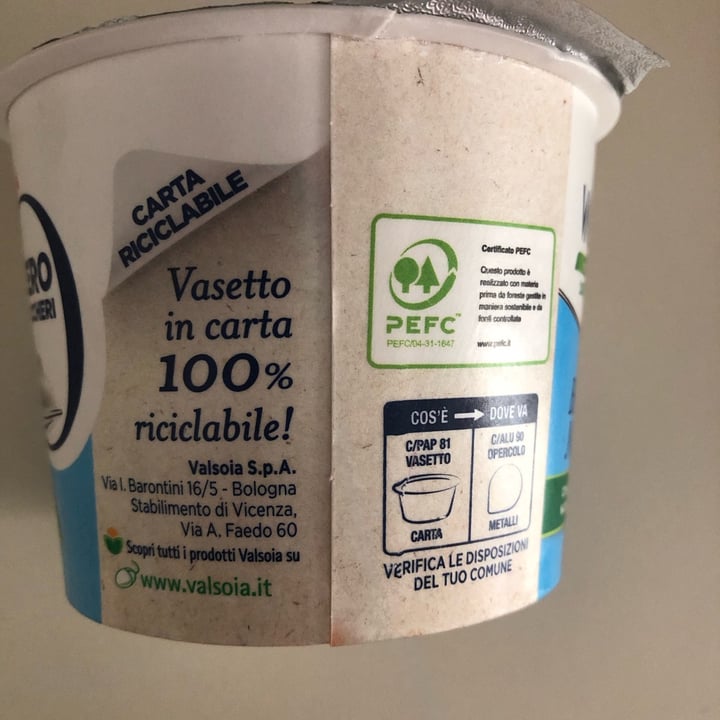 CARTA
RICICLABILE
Vasetto
in carta
100%
riciclabile!
Valsoia S.p.A.
Via I. Barontini 16/5 - Bologna
Stabilimento di Vicenza,
Via A. Faedo 60
Scopri tutti i prodotti Valsoia su
www.valsoia.it
Certificato PEFC
Questo prodotto è
realizzato con materia
prima da foreste gestite in
maniera sostenibile e da
fonti controllate
www.pefc.it
PEFC™
PEFC/04-31-1647
COS'È → DOVE VA
C/PAP 81
VASETTO
CARTA
C/ALU 90
OPERCOLO
METALLI
VERIFICA LE DISPOSIZIONI
DEL TUO COMUNE